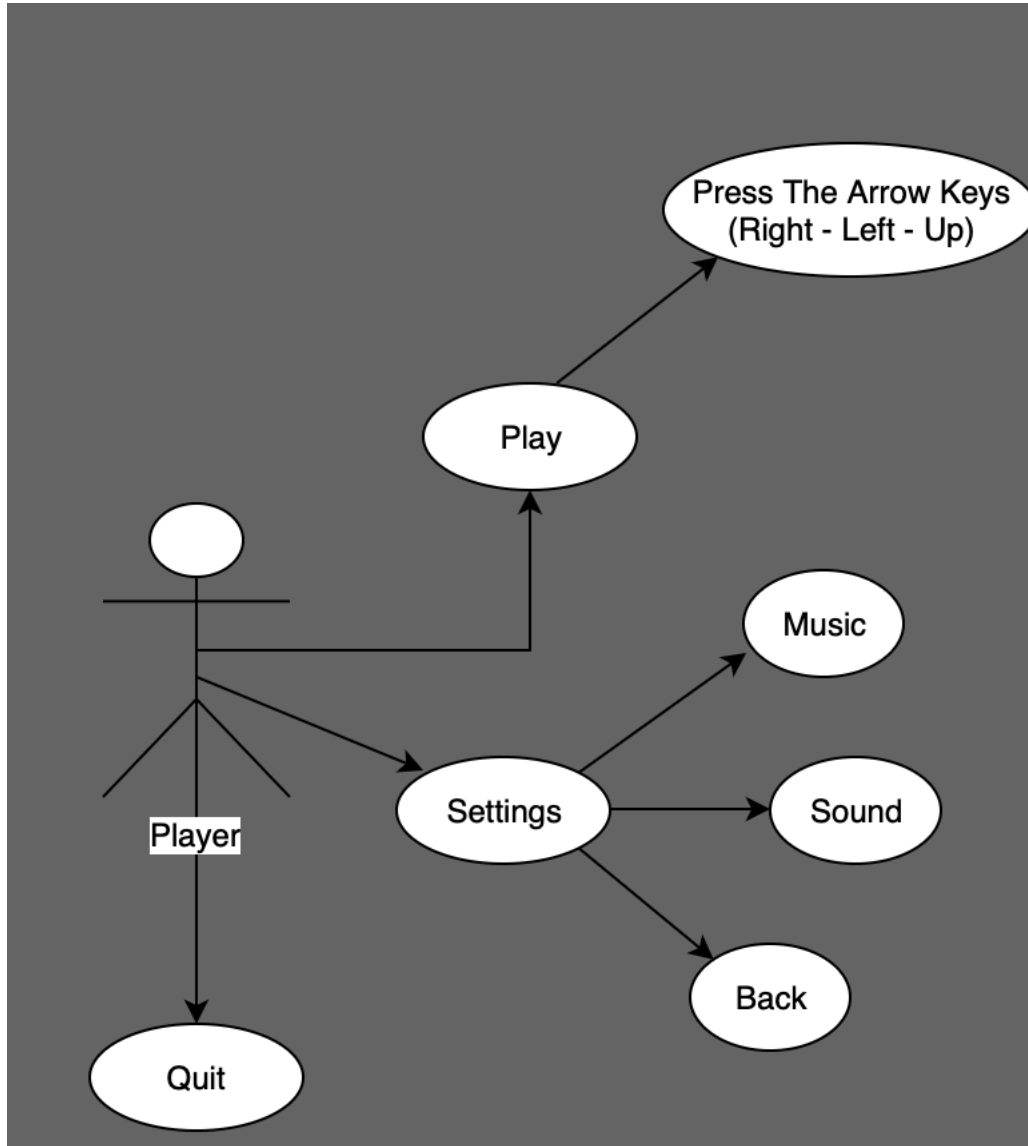 Press The Arrow Keys
(Right - Left - Up)
Play
Music
Settings
Sound
Player
Back
Quit